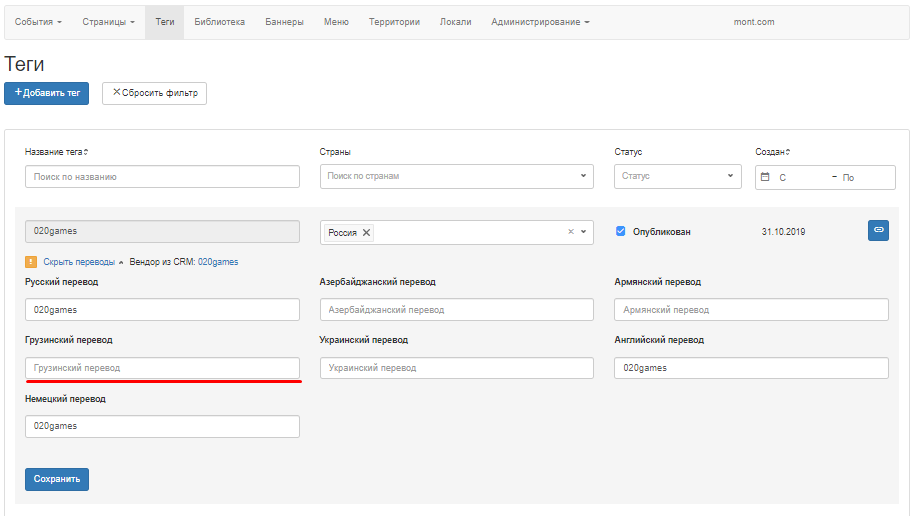 События Страницы Теги Библиотека Баннеры Меню Территории Локали Администрирование mont.com
Теги
+Добавить тег ×Сбросить фильтр
Название тега Страны Статус Создан
Поиск по названию Поиск по странам Статус С – По
020games Россия × × Опубликован 31.10.2019
! Скрыть переводы Вендор из CRM: 020games
Русский перевод Азербайджанский перевод Армянский перевод
020games Азербайджанский перевод Армянский перевод
Грузинский перевод Украинский перевод Английский перевод
Грузинский перевод Украинский перевод 020games
Немецкий перевод
020games
Сохранить